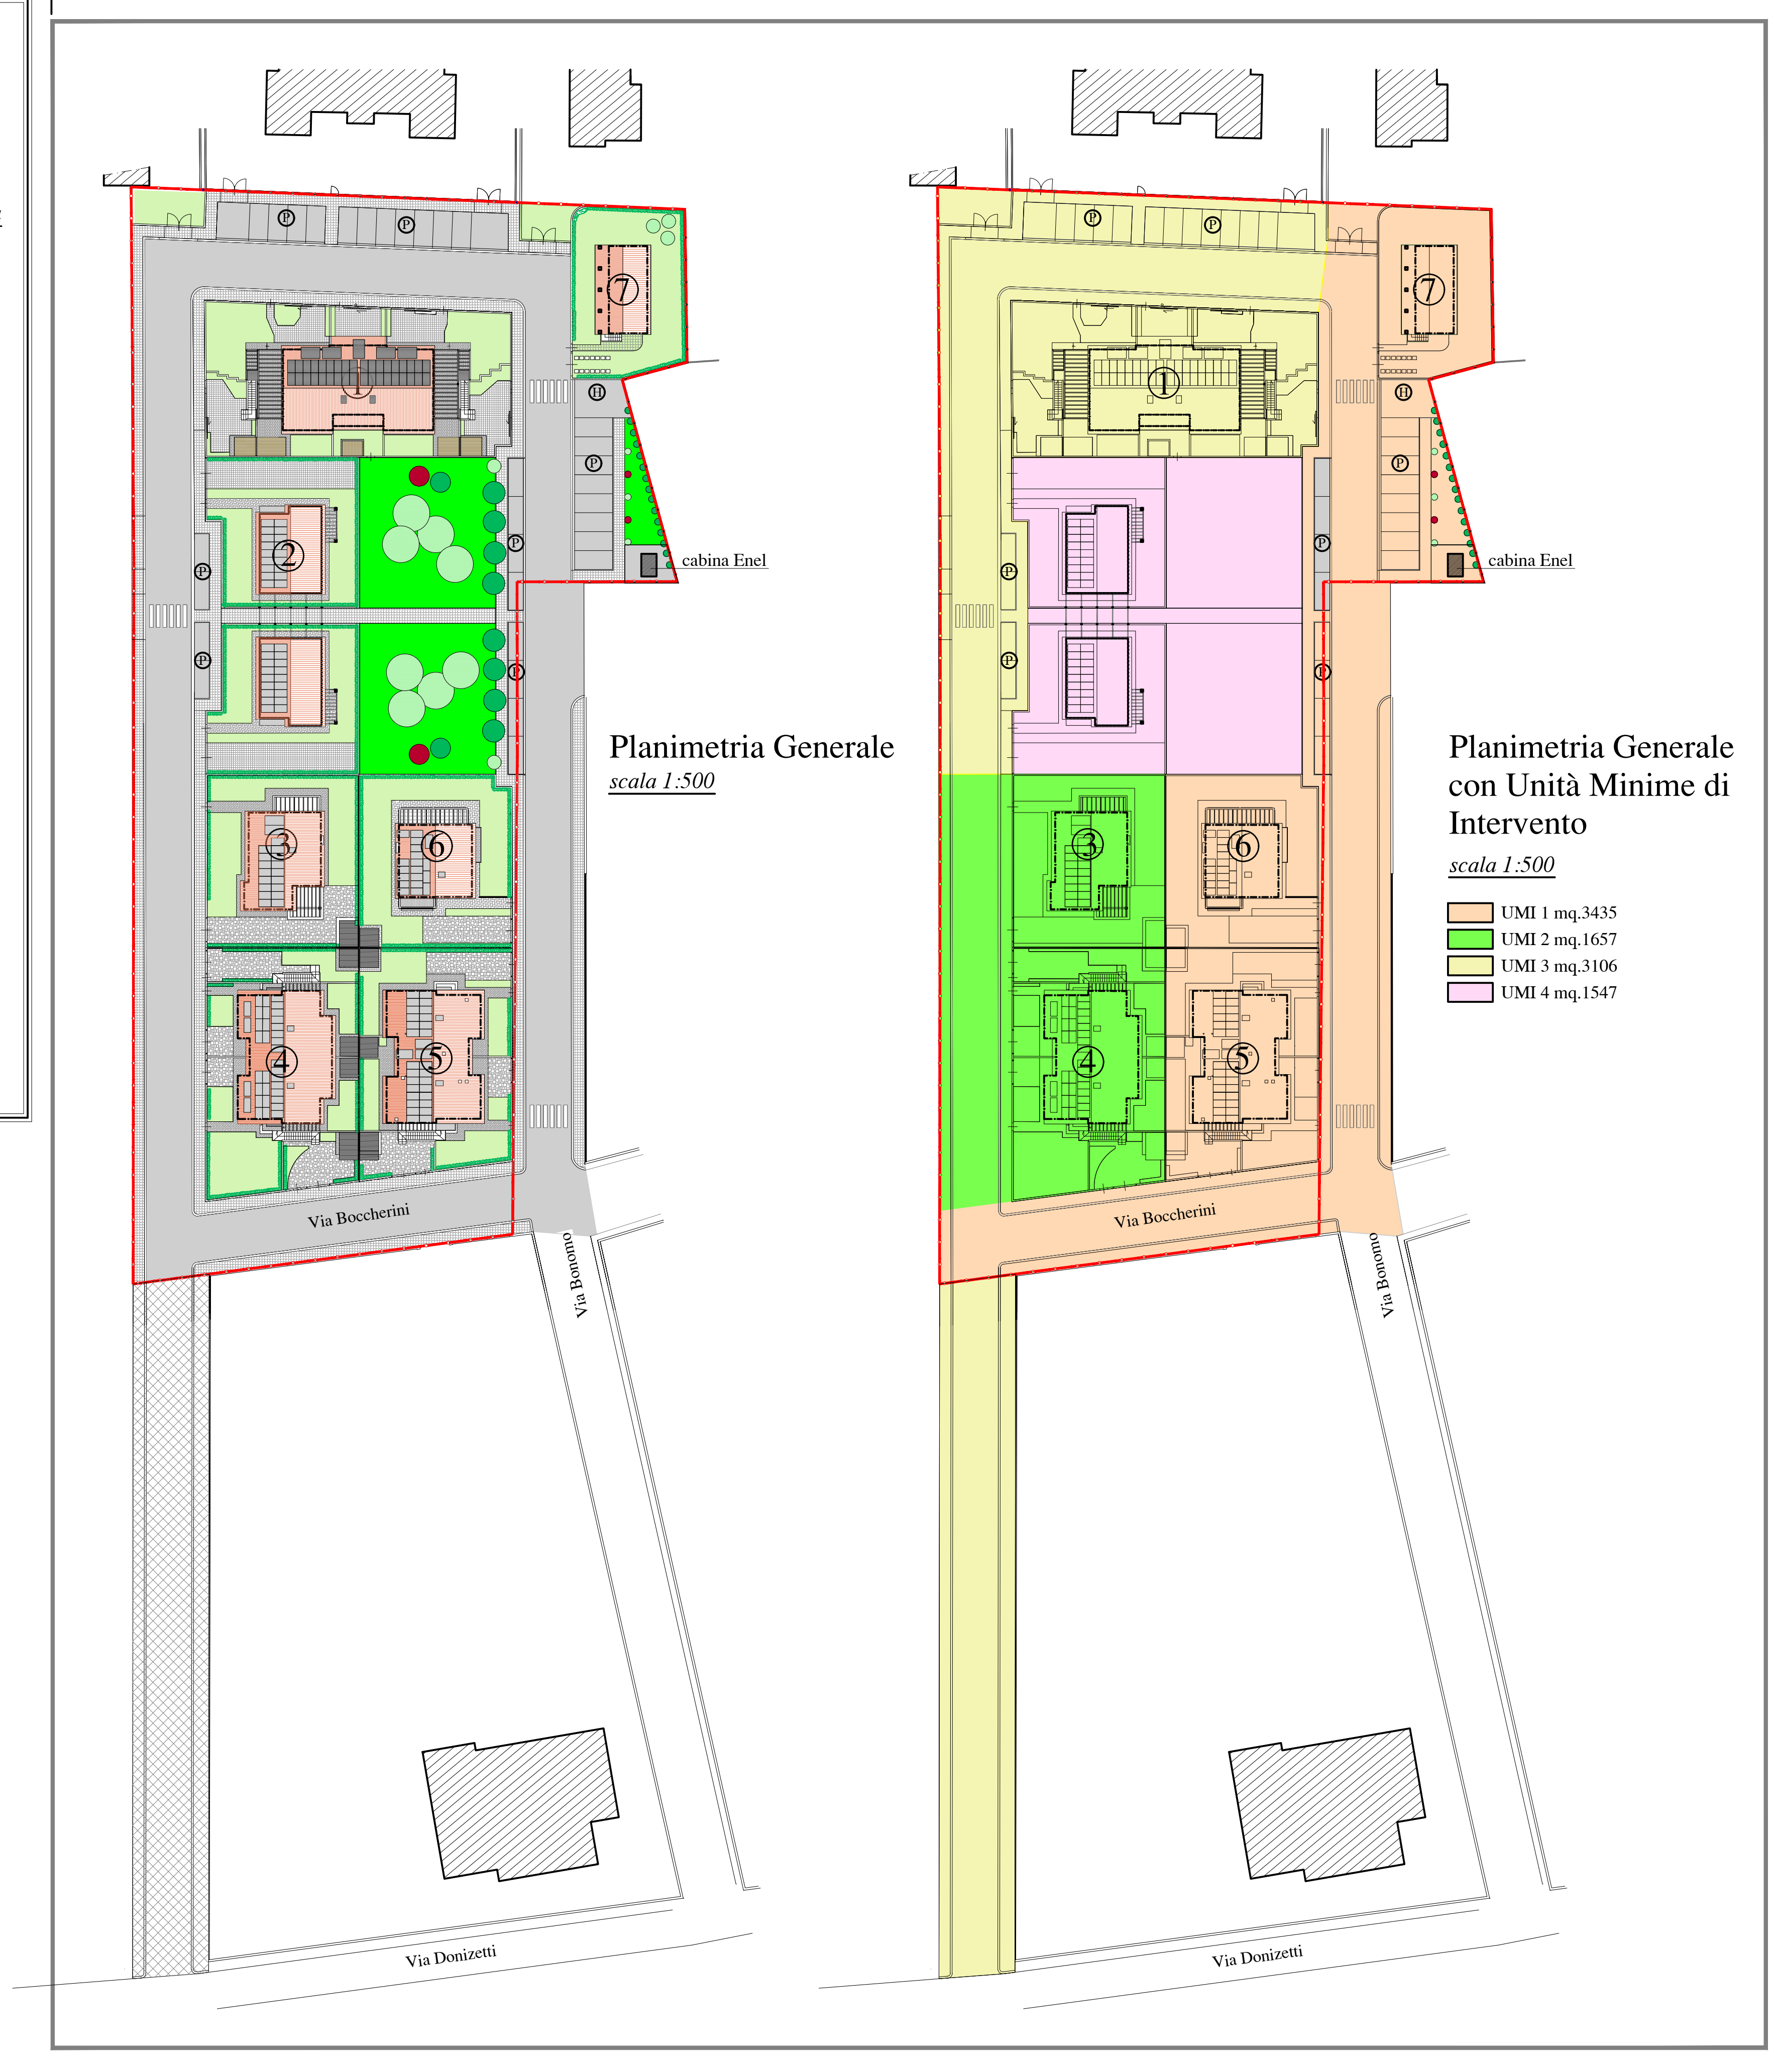 P
P
7
1
H
P
2
P
cabina Enel
P
P
P
Planimetria Generale
scala 1:500
3
6
4
5
Via Boccherini
Via Bonomo
Via Donizetti
P
P
7
1
H
P
P
cabina Enel
P
P
P
Planimetria Generale
con Unità Minime di
Intervento
scala 1:500
3
6
UMI 1 mq.3435
UMI 2 mq.1657
UMI 3 mq.3106
UMI 4 mq.1547
4
5
Via Boccherini
Via Bonomo
Via Donizetti